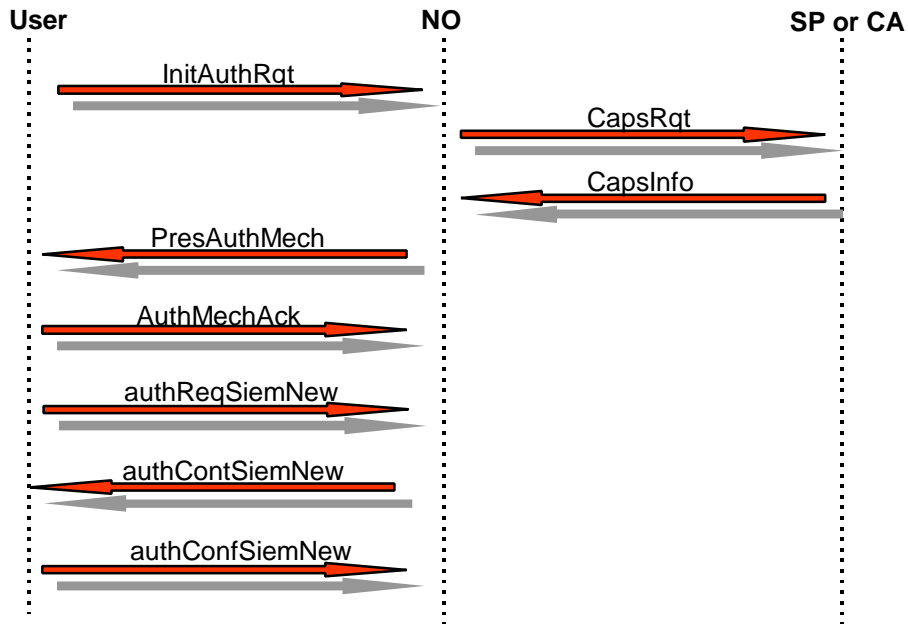 User NO SP or CA
InitAuthRqt
CapsRqt
CapsInfo
PresAuthMech
AuthMechAck
authReqSiemNew
authContSiemNew
authConfSiemNew